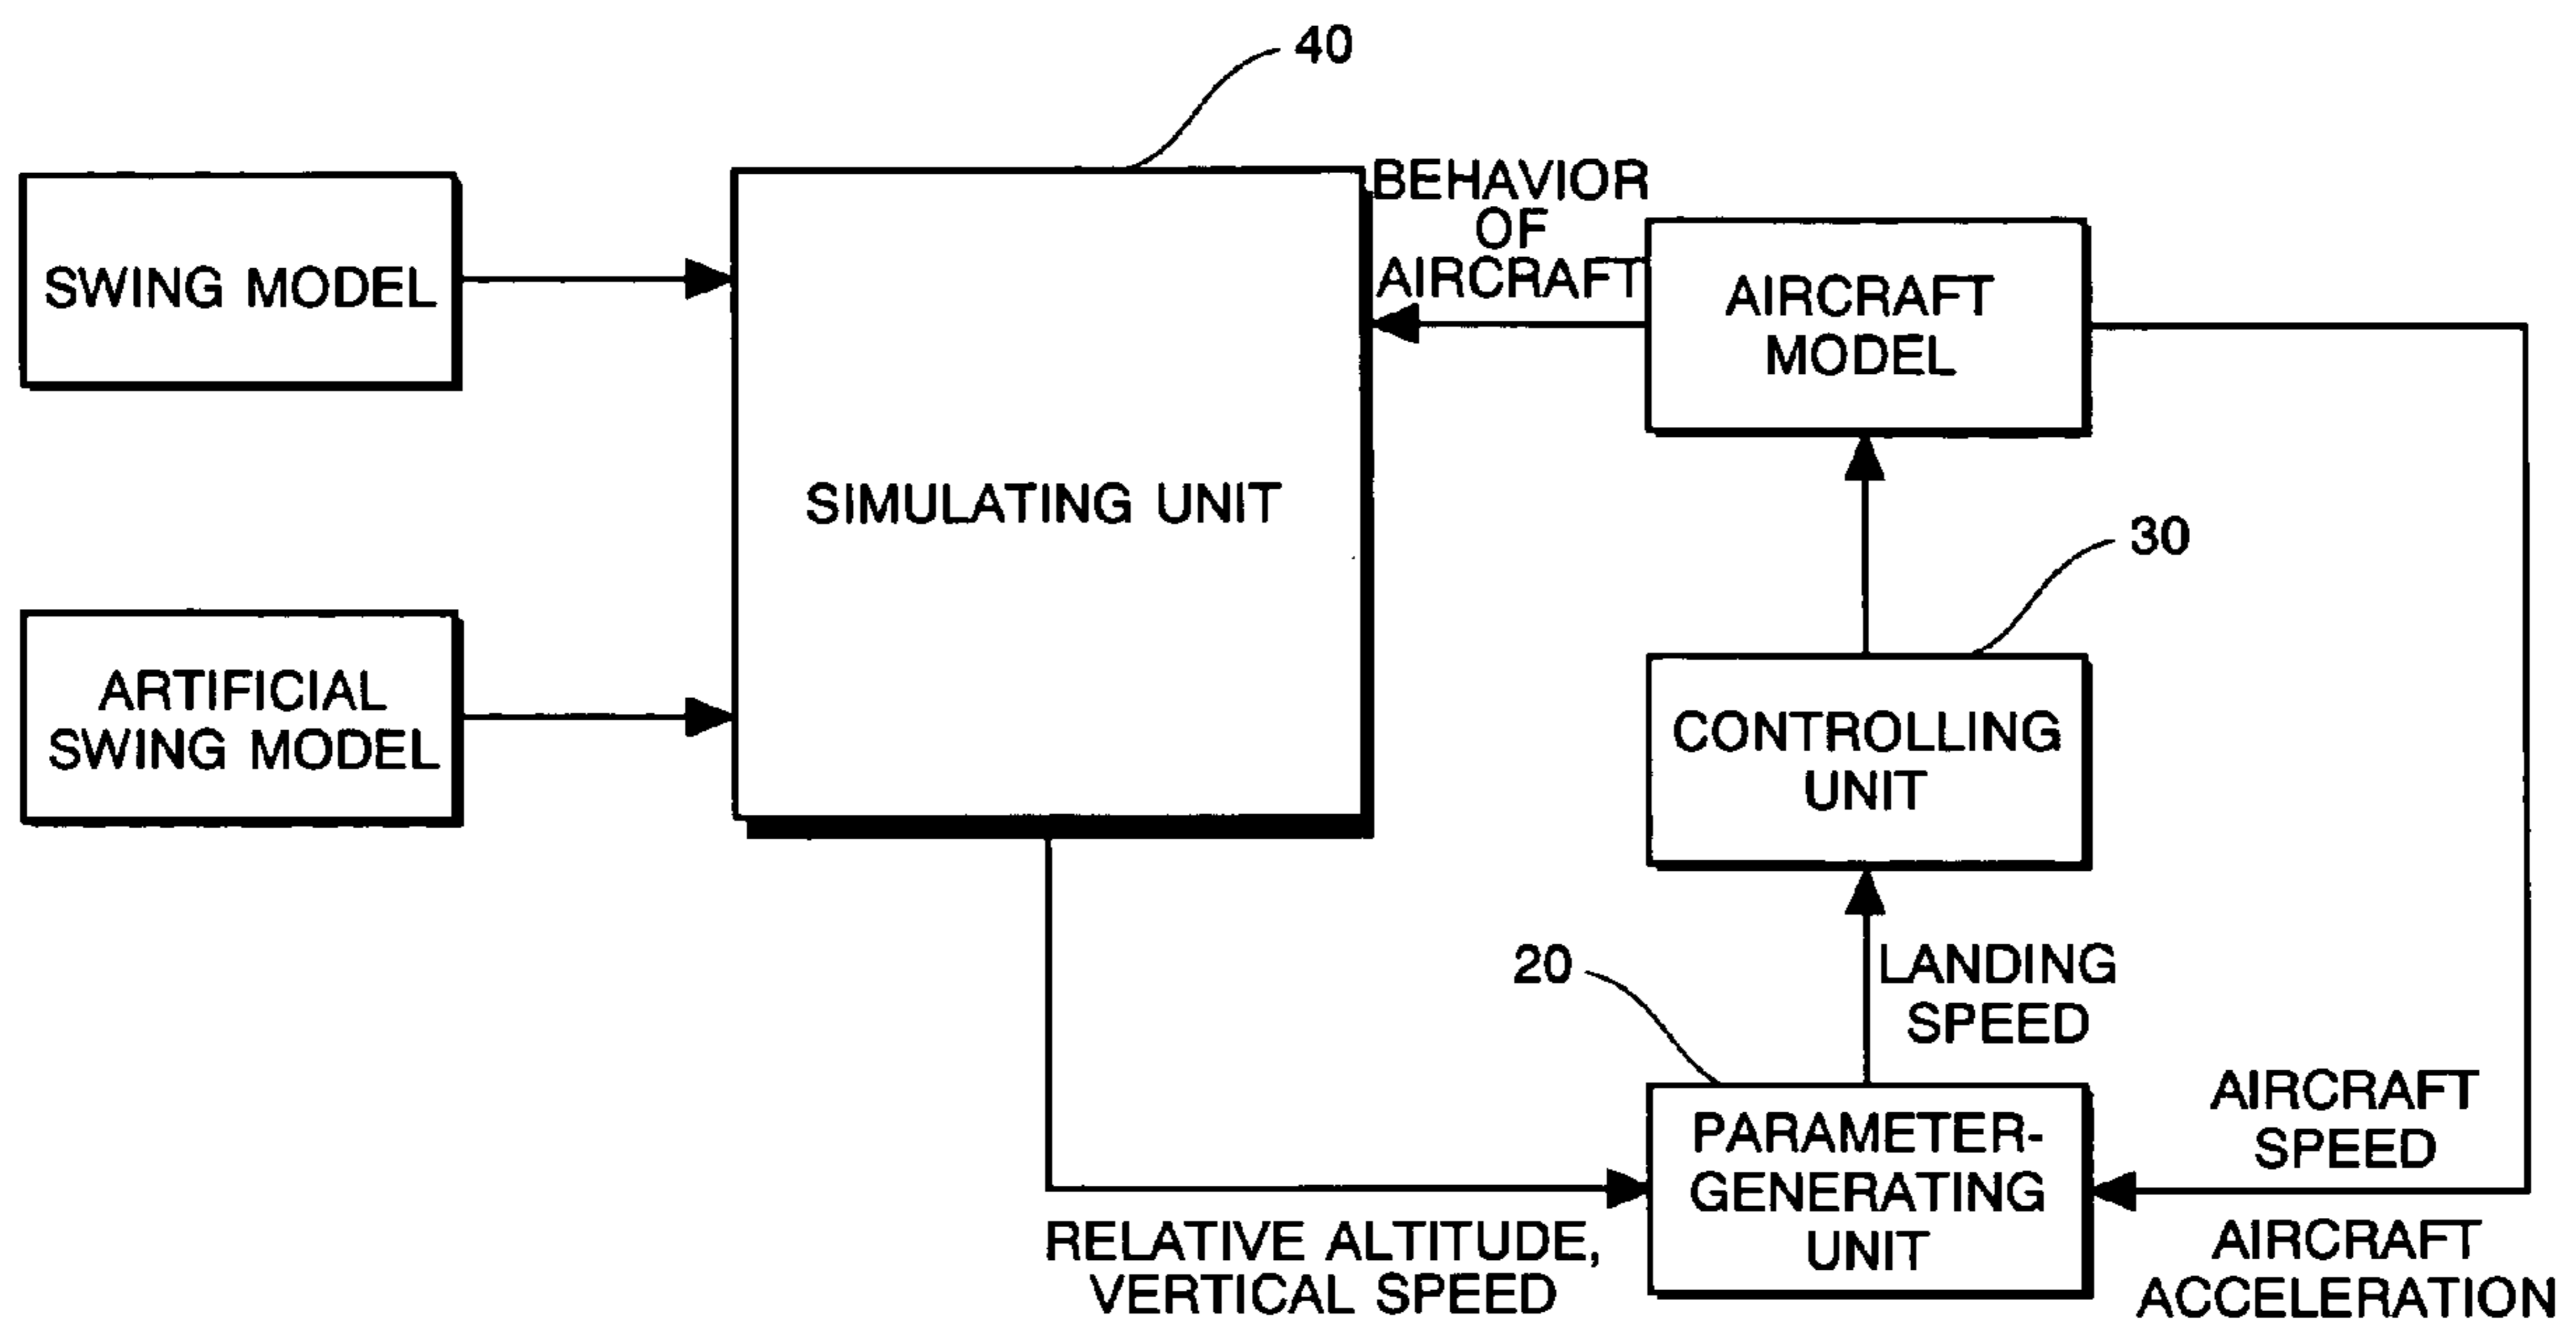 40
SWING MODEL
SIMULATING UNIT
BEHAVIOR
OF
AIRCRAFT
AIRCRAFT
MODEL
30
ARTIFICIAL
SWING MODEL
CONTROLLING
UNIT
20
LANDING
SPEED
PARAMETER-
GENERATING
UNIT
AIRCRAFT
SPEED
RELATIVE ALTITUDE,
VERTICAL SPEED
AIRCRAFT
ACCELERATION